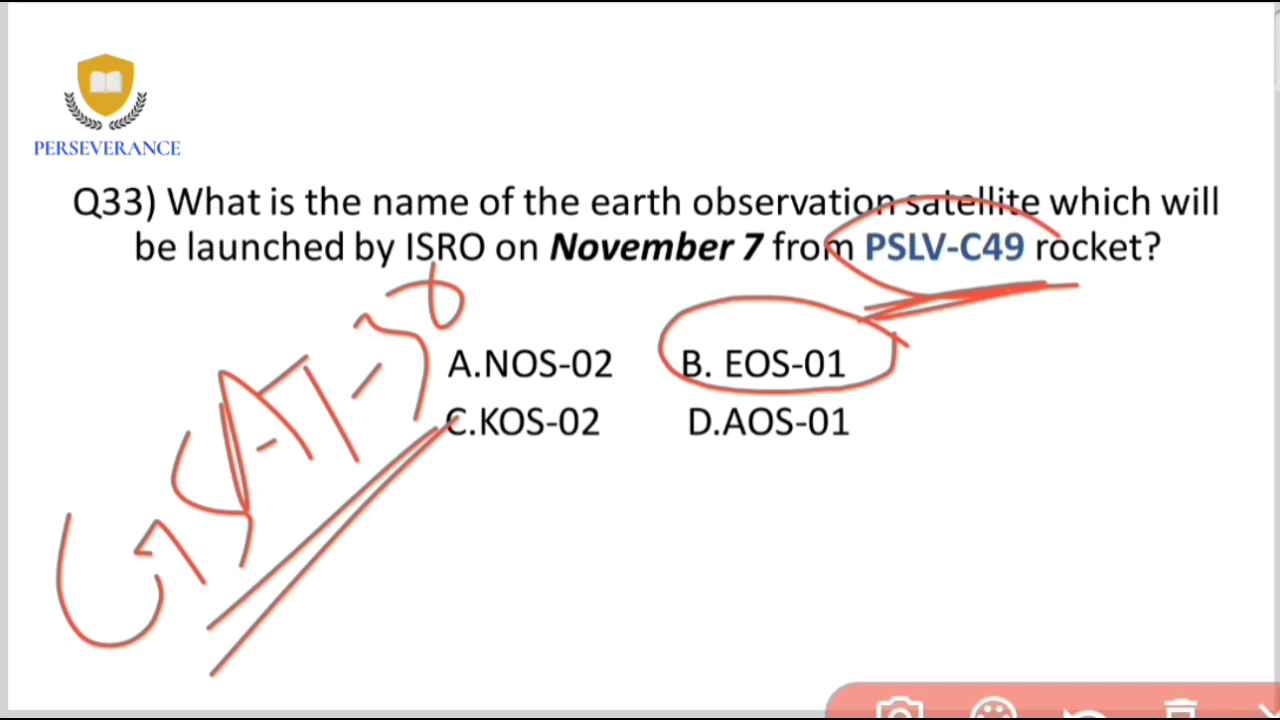 PERSEVERANCE
Q33) What is the name of the earth observation satellite which will
be launched by ISRO on November 7 from PSLV-C49 rocket?
A.NOS-02 B. EOS-01
C.KOS-02 D.AOS-01
GSAT-30